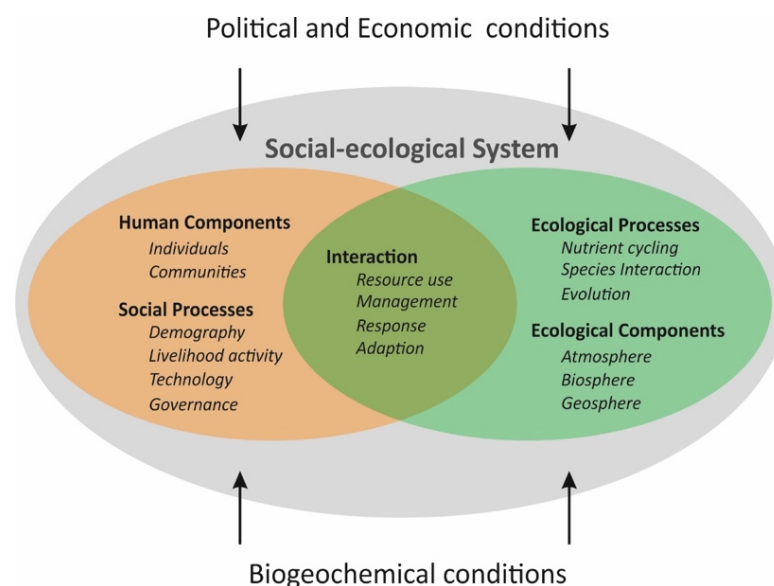 Political and Economic conditions
Social-ecological System
Human Components
Individuals
Communities
Social Processes
Demography
Livelihood activity
Technology
Governance
Interaction
Resource use
Management
Response
Adaption
Ecological Processes
Nutrient cycling
Species Interaction
Evolution
Ecological Components
Atmosphere
Biosphere
Geosphere
Biogeochemical conditions